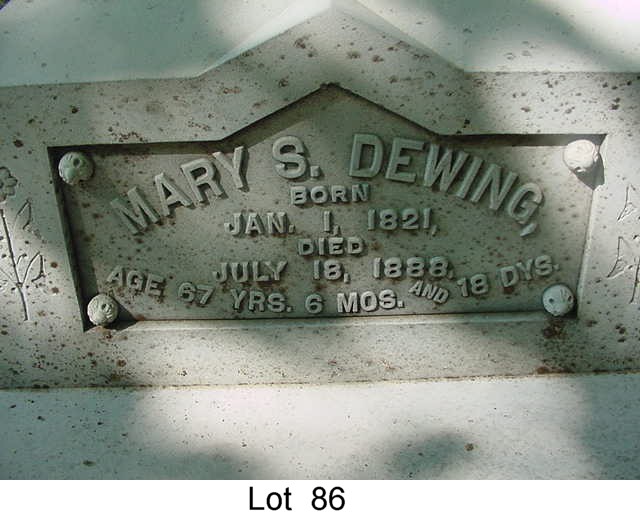 MARY S. DEWING,
BORN
JAN. 1, 1821,
DIED
JULY 18, 1888.
AGE 67 YRS. 6 MOS. AND 18 DYS.
Lot 86